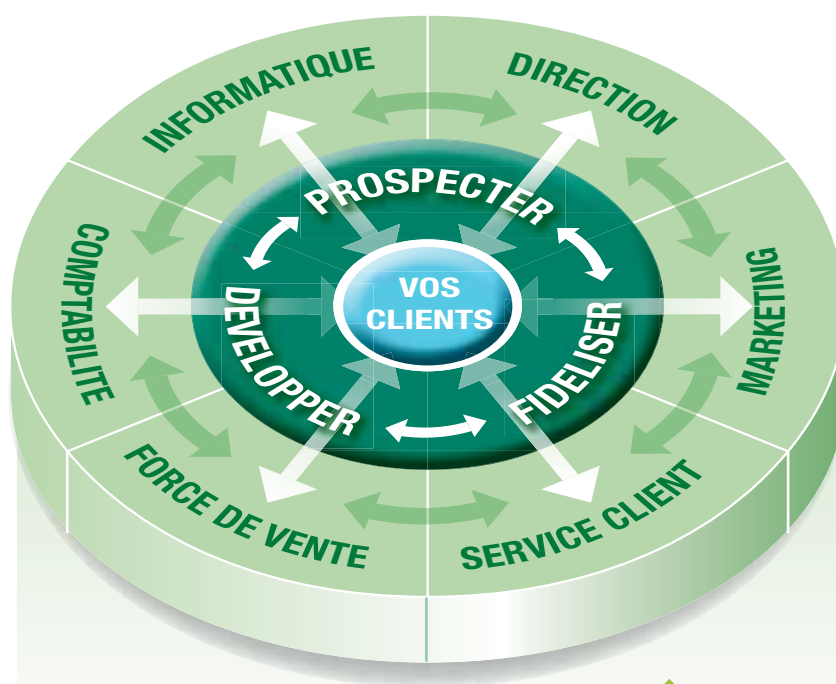 INFORMATIQUE
DIRECTION
PROSPECTER
COMPTABILITE
VOS
CLIENTS
MARKETING
DEVELOPPER
FIDELISER
FORCE DE VENTE
SERVICE CLIENT